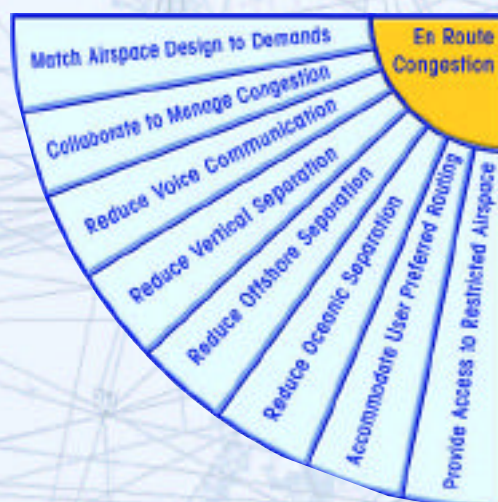 En Route
Congestion
Match Airspace Design to Demands
Collaborate to Manage Congestion
Reduce Voice Communication
Reduce Vertical Separation
Reduce Offshore Separation
Reduce Oceanic Separation
Accommodate User Preferred Routing
Provide Access to Restricted Airspace